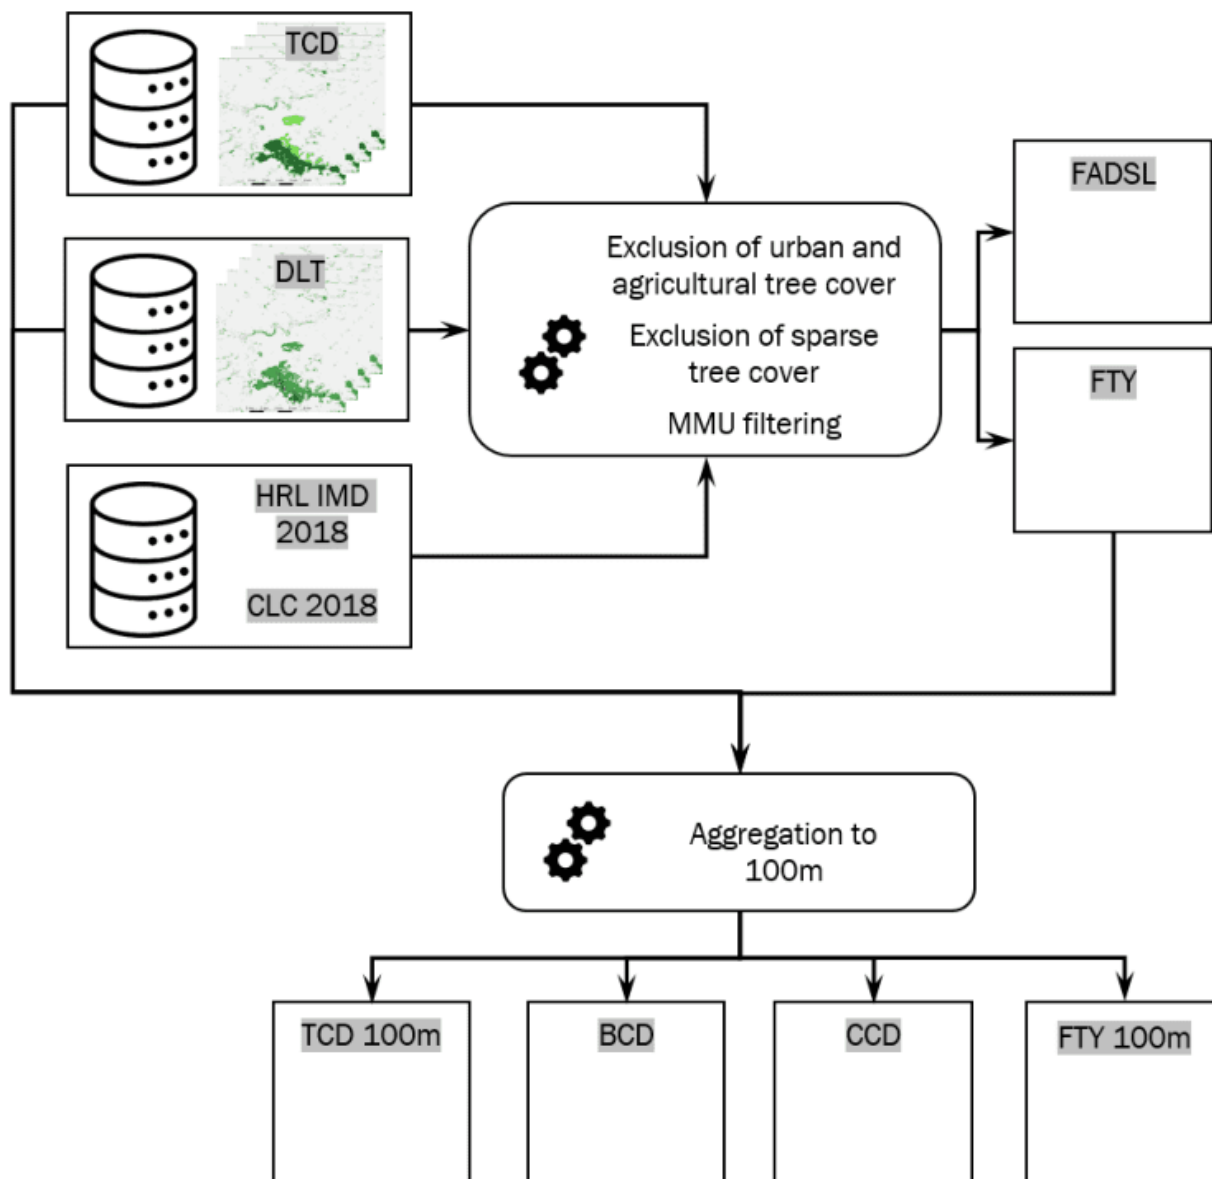 TCD
FADSL
DLT
Exclusion of urban and
agricultural tree cover
Exclusion of sparse
tree cover
MMU filtering
FTY
HRL IMD
2018
CLC 2018
Aggregation to
100m
TCD 100m
BCD
CCD
FTY 100m